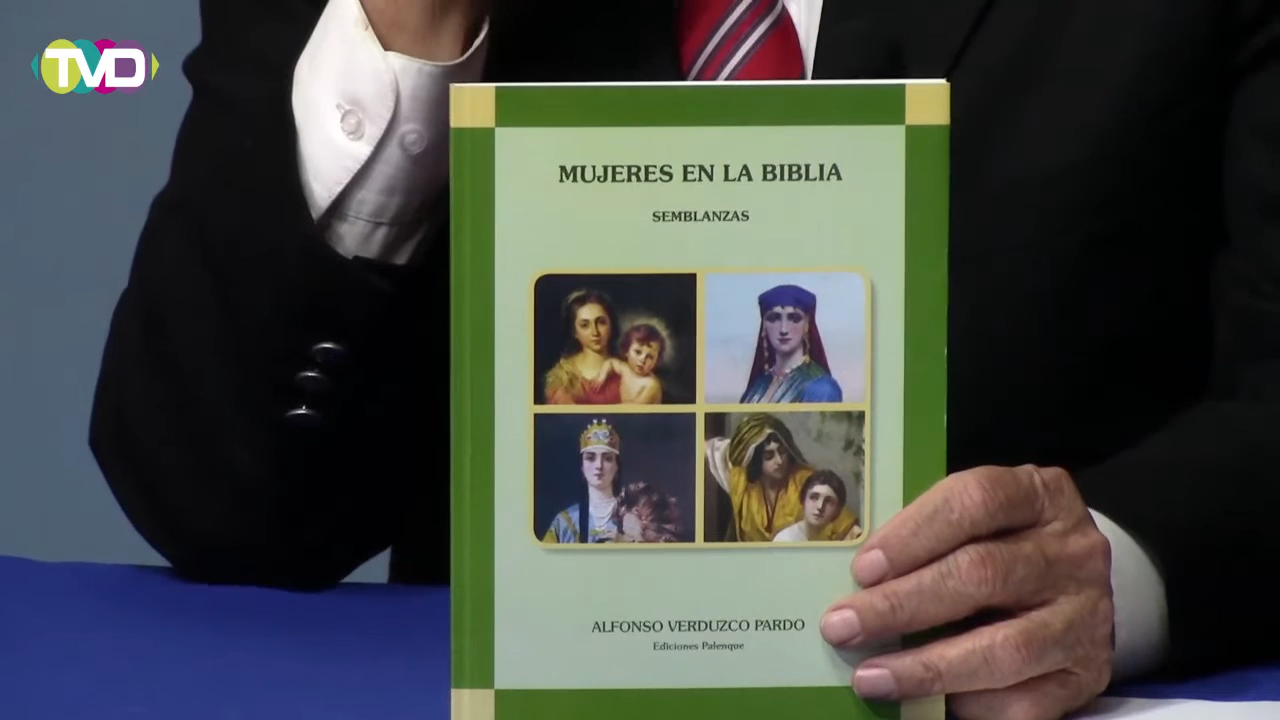 TVD
MUJERES EN LA BIBLIA
SEMBLANZAS
ALFONSO VERDUZCO PARDO
Ediciones Palenque